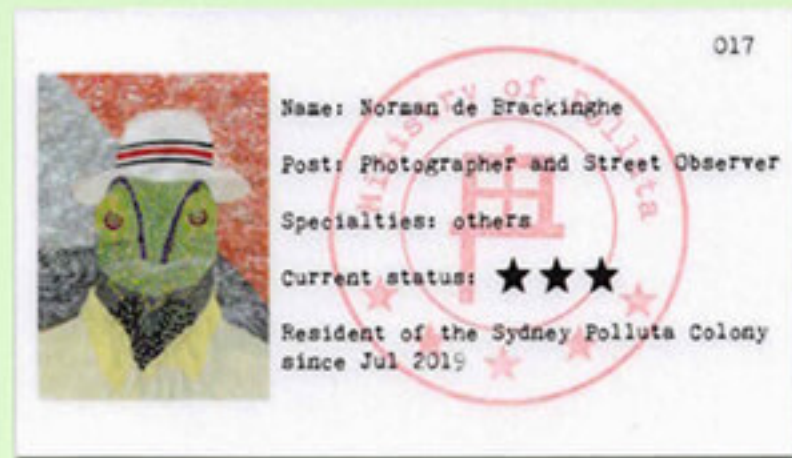 017
Name: Norman de Brackinghe
Post: Photographer and Street Observer
Specialties: others
Current status: ★★★
Resident of the Sydney Polluta Colony
since Jul 2019
Ministry of Polluta